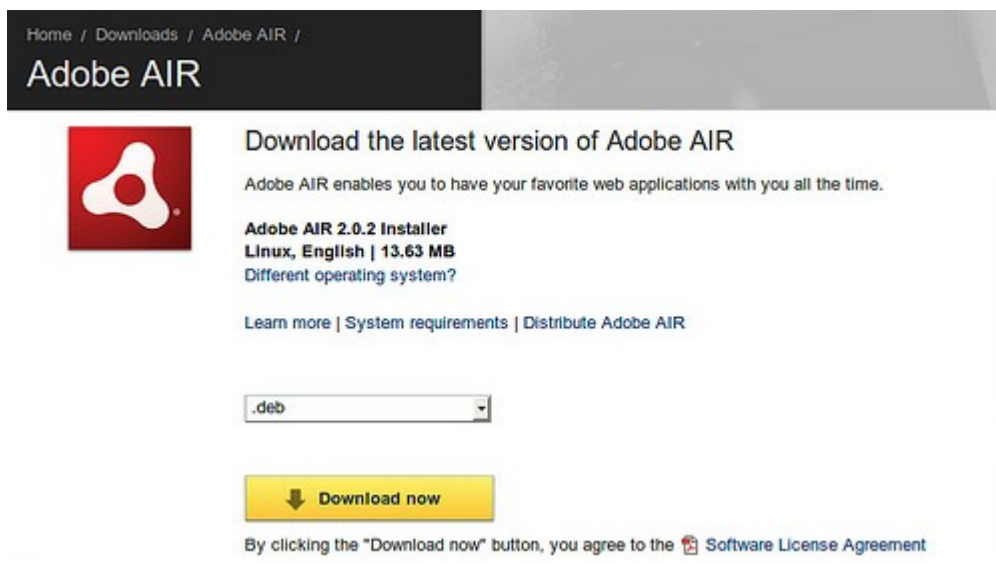 Home / Downloads / Adobe AIR /
Adobe AIR
Download the latest version of Adobe AIR
Adobe AIR enables you to have your favorite web applications with you all the time.
Adobe AIR 2.0.2 Installer
Linux, English | 13.63 MB
Different operating system?
Learn more | System requirements | Distribute Adobe AIR
.deb
Download now
By clicking the "Download now" button, you agree to the Software License Agreement